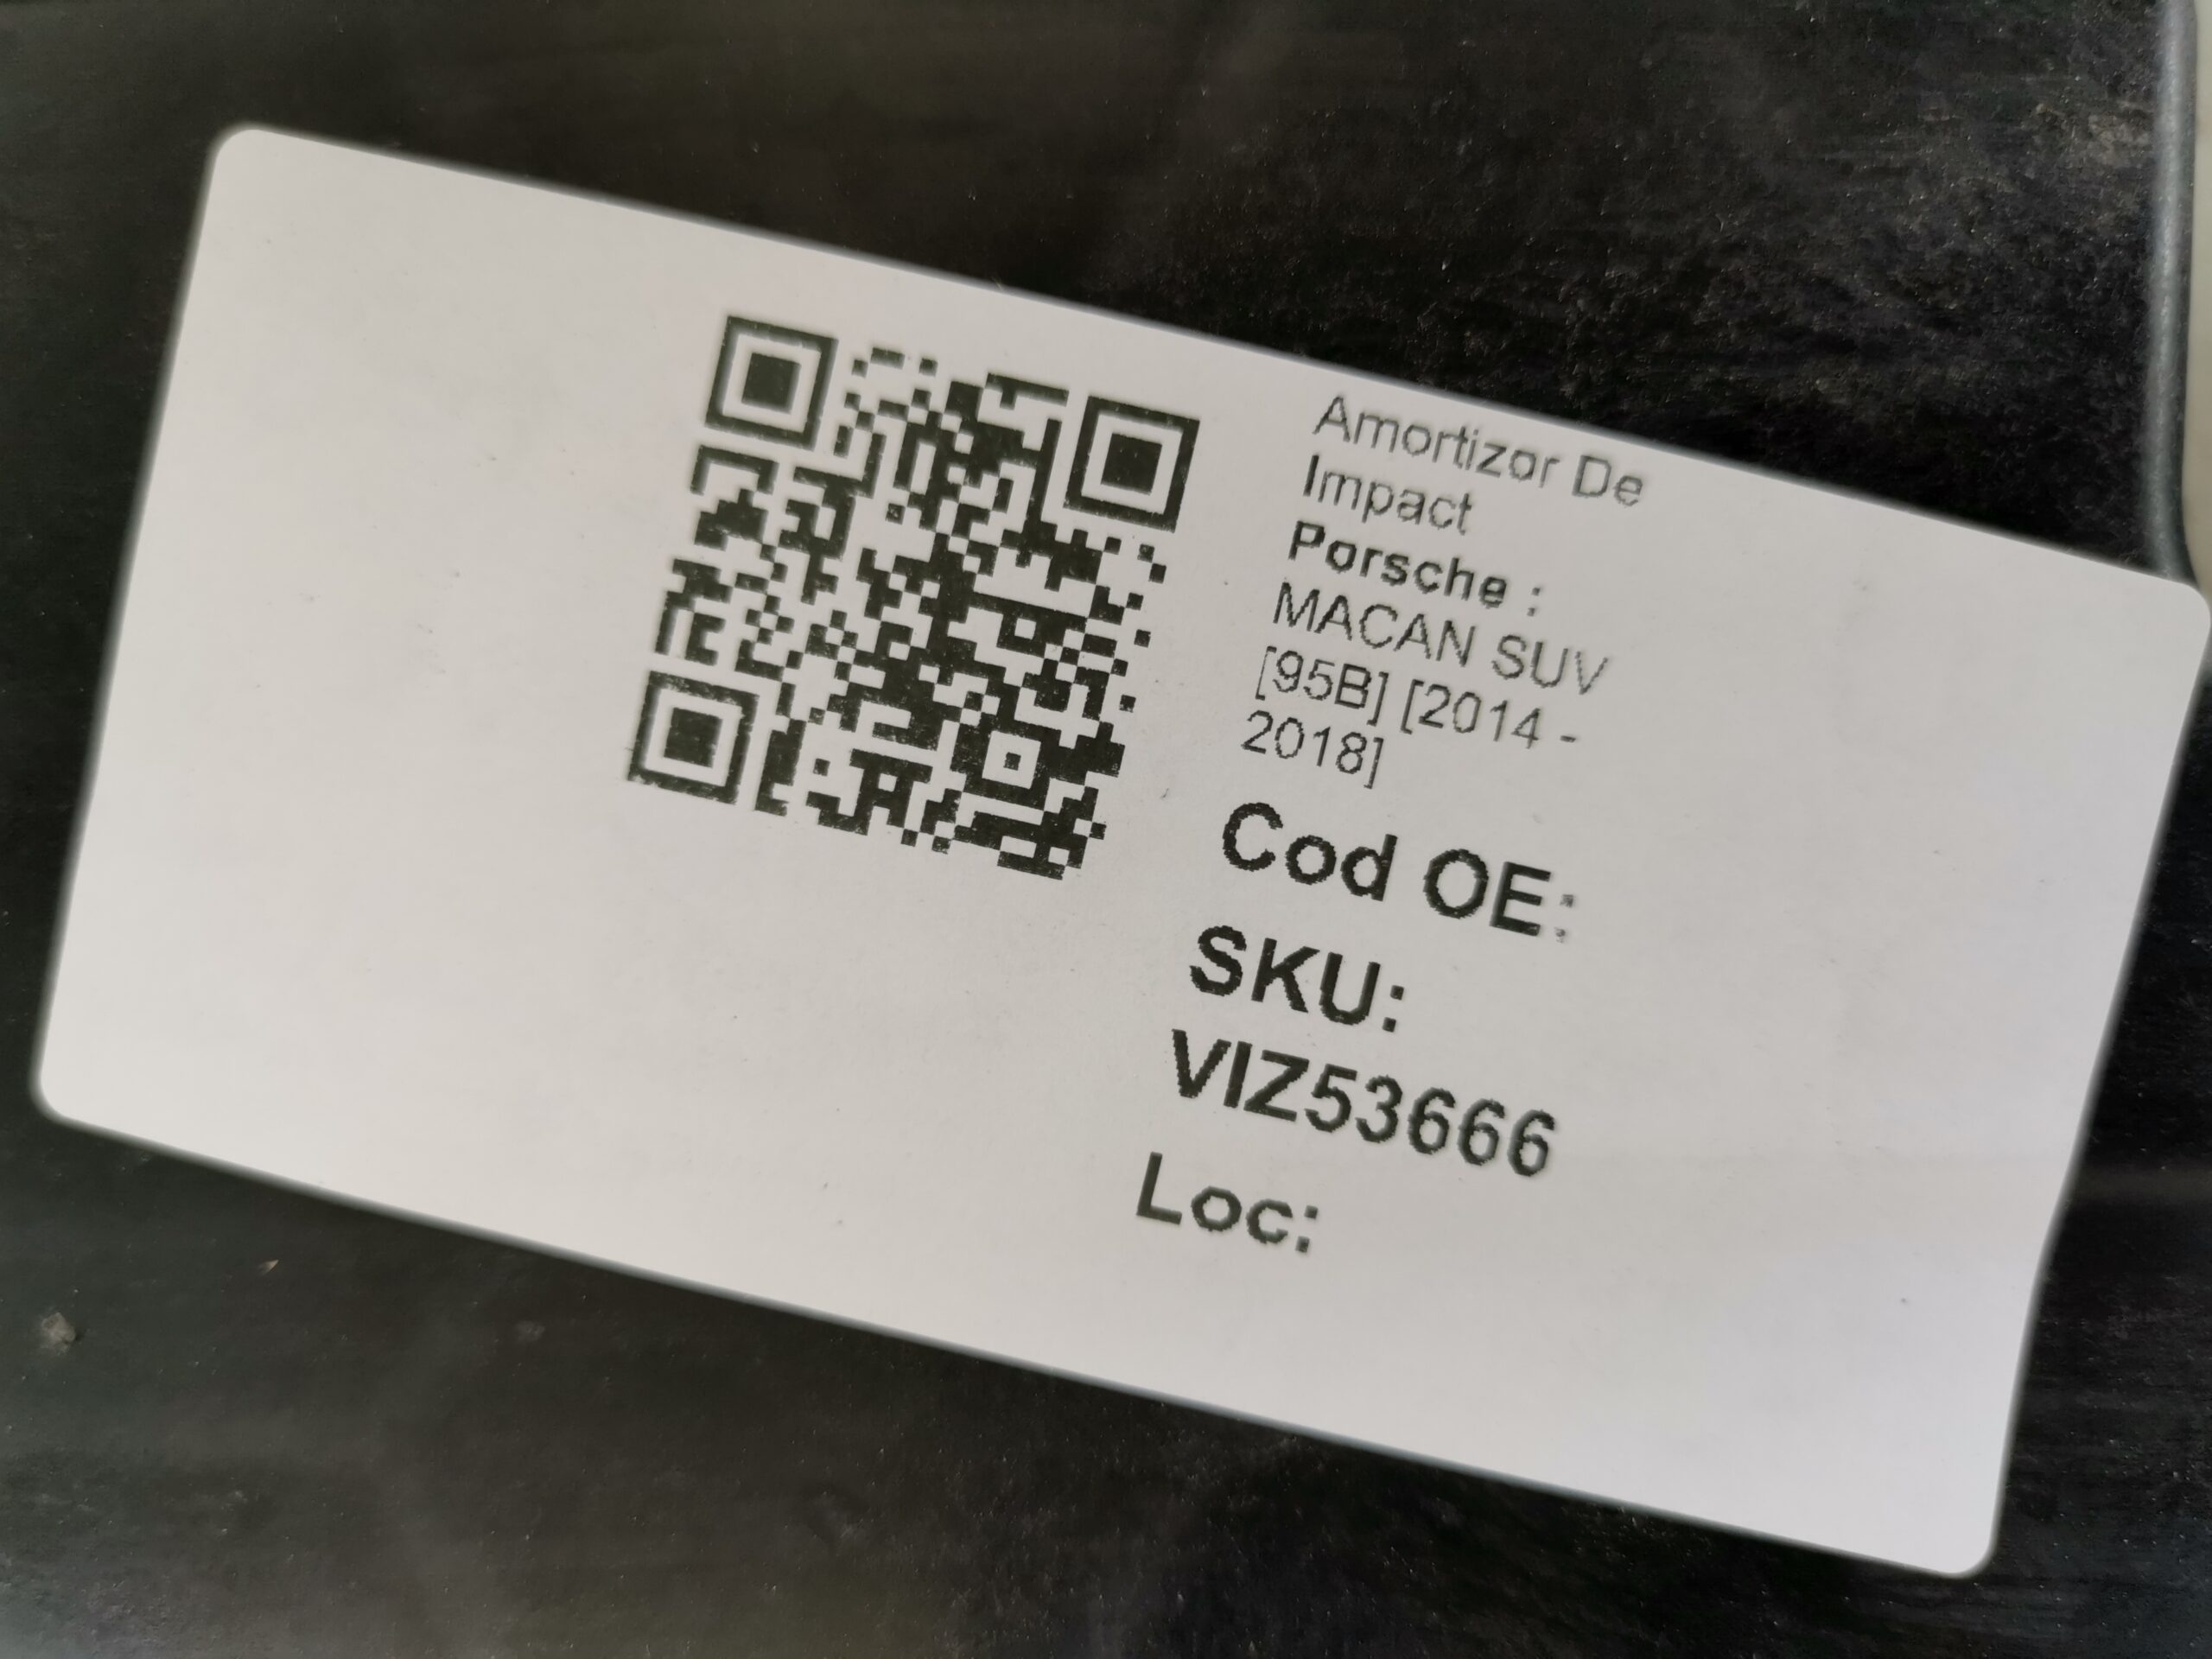 Amortizor De
Impact
Porsche :
MACAN SUV
[95B] [2014 -
2018]
Cod OE:
SKU:
VIZ53666
Loc: